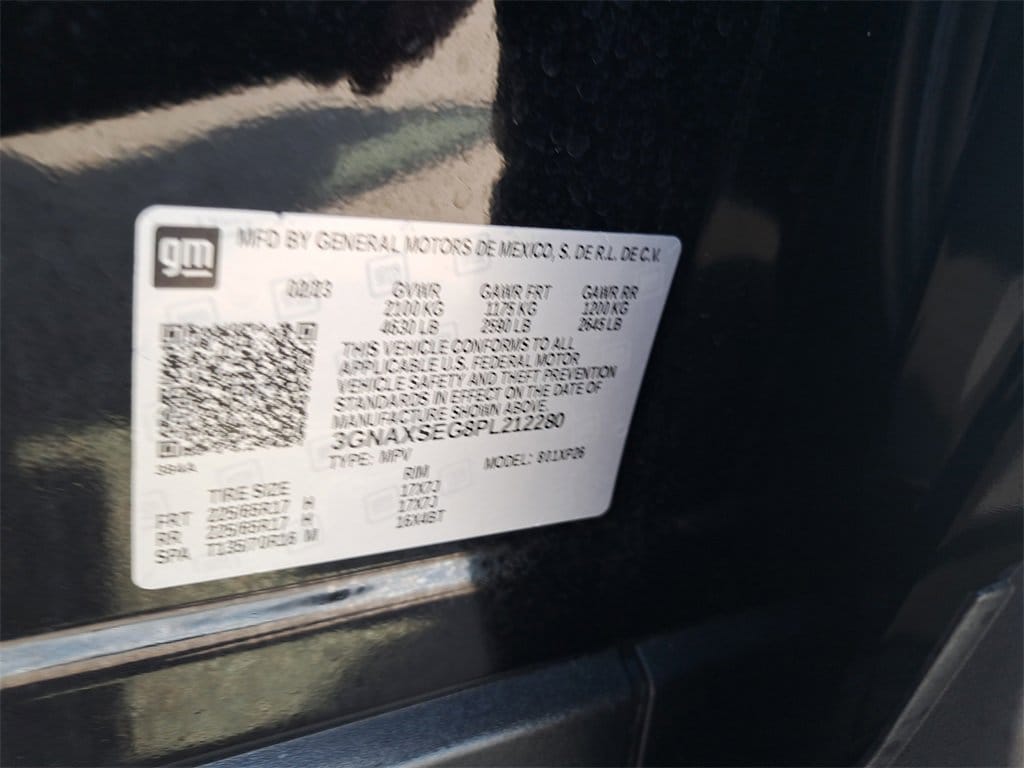 gm
MFD BY GENERAL MOTORS DE MEXICO, S. DE R.L. DE C.V.
02/23 GVWR GAWR FRT GAWR RR
2100 KG 1175 KG 1200 KG
4630 LB 2590 LB 2645 LB
THIS VEHICLE CONFORMS TO ALL
APPLICABLE U.S. FEDERAL MOTOR
VEHICLE SAFETY AND THEFT PREVENTION
STANDARDS IN EFFECT ON THE DATE OF
MANUFACTURE SHOWN ABOVE.
3GNAXSEG8PL212280
TYPE: MPV MODEL: 801XP26
TIRE SIZE RIM
FRT 225/65R17 H 17X7J
RR 225/65R17 H 17X7J
SPA T135/70R16 M 16X4BT